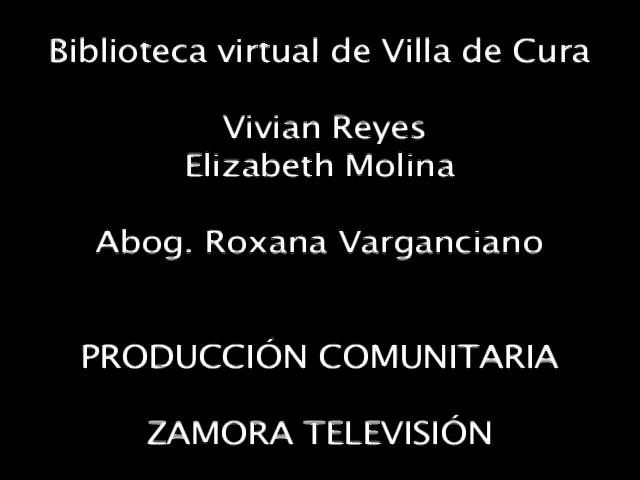 Biblioteca virtual de Villa de Cura
Vivian Reyes
Elizabeth Molina
Abog. Roxana Varganciano
PRODUCCIÓN COMUNITARIA
ZAMORA TELEVISIÓN